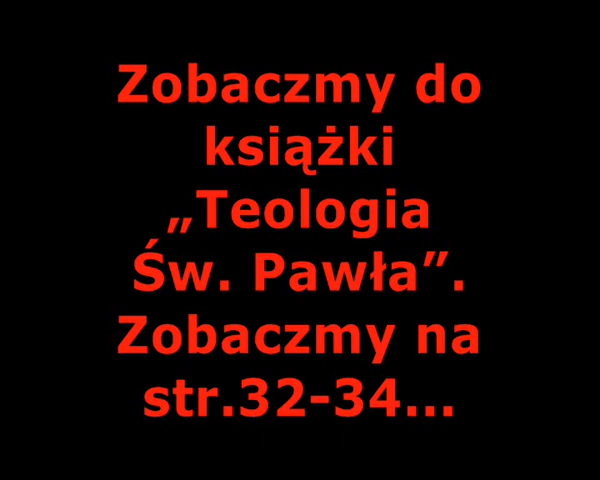 Zobaczmy do
książki
„Teologia
Św. Pawła”.
Zobaczmy na
str.32-34...